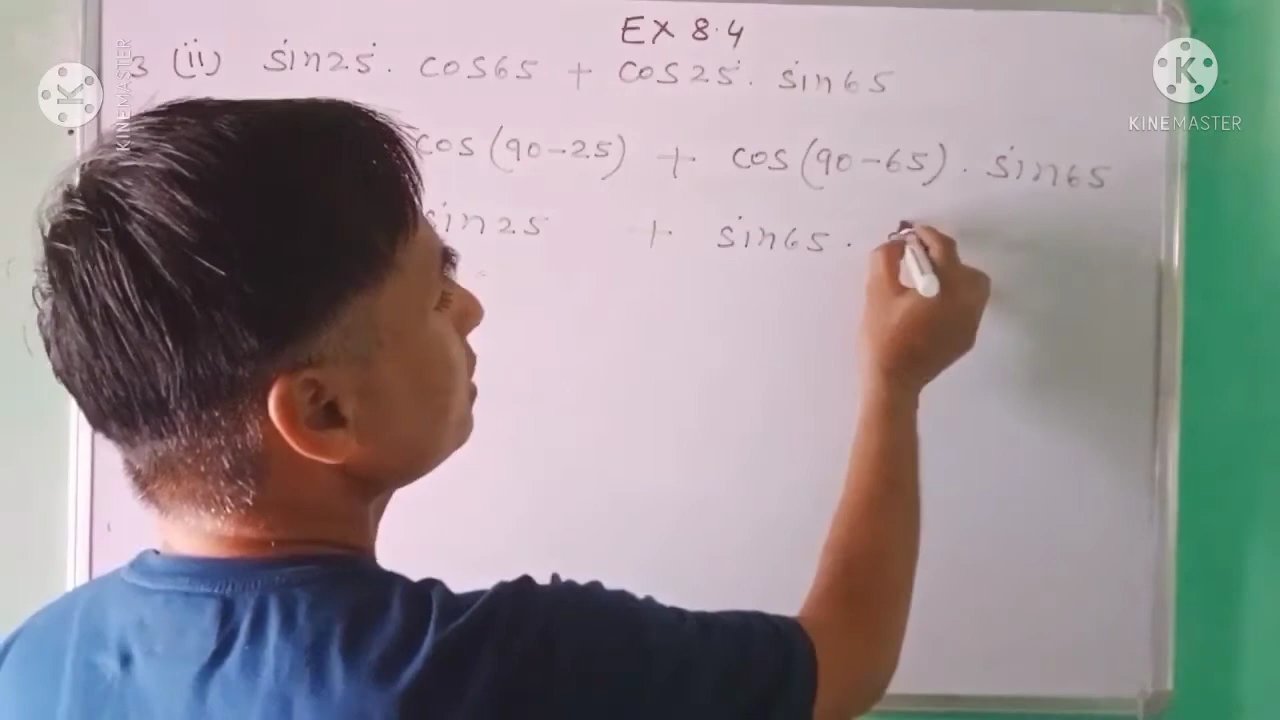 EX 8.4
3 (ii) sin25. cos65 + cos25. sin65
cos(90-25) + cos(90-65). sin65
sin25 + sin65.
KINEMASTER
KINEMASTER